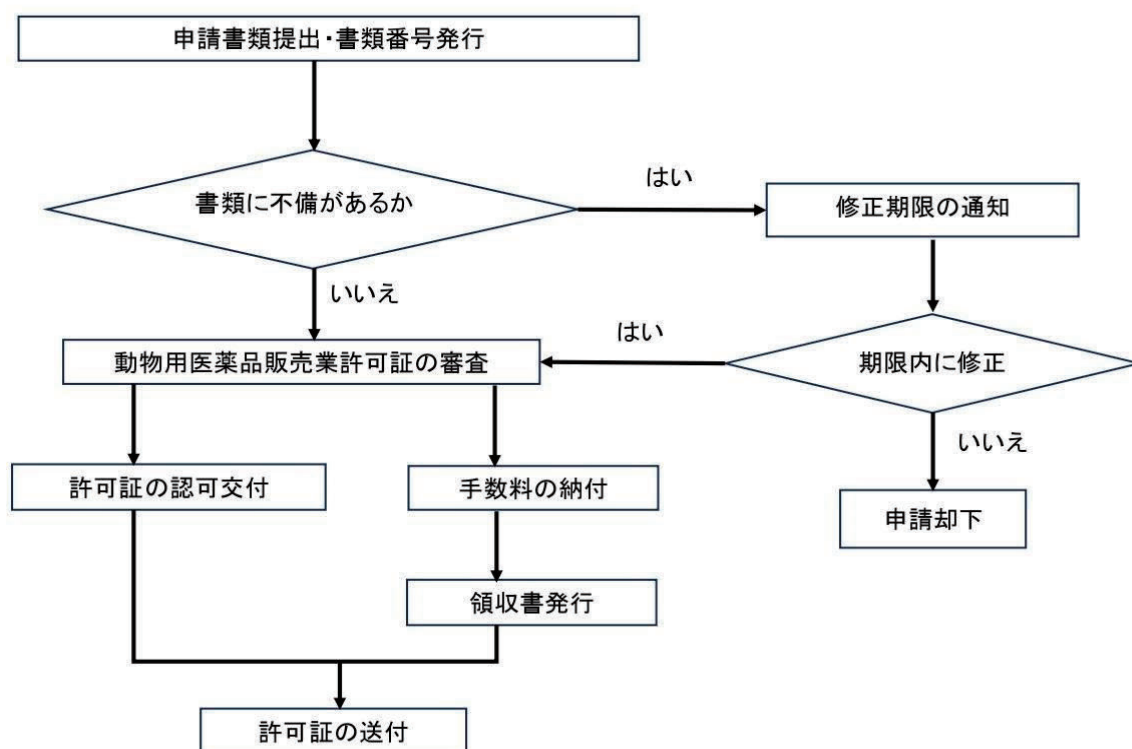 申請書類提出・書類番号発行
書類に不備があるか
はい
修正期限の通知
いいえ
動物用医薬品販売業許可証の審査
はい
期限内に修正
いいえ
許可証の認可交付
手数料の納付
申請却下
領収書発行
許可証の送付